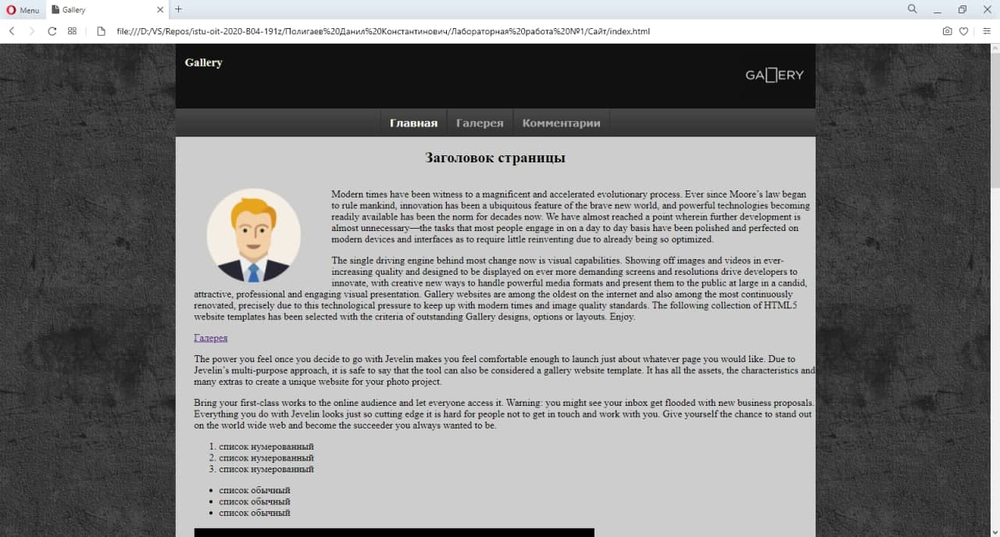 Menu
Gallery
file:///D:/VS/Repos/istu-oit-2020-B04-191z/Полигаев%20Данил%20Константинович/Лабораторная%20работа%20№1/Сайт/index.html
Gallery
GALLERY
Главная
Галерея
Комментарии
Заголовок страницы
Modern times have been witness to a magnificent and accelerated evolutionary process. Ever since Moore’s law began
to rule mankind, innovation has been a ubiquitous feature of the brave new world, and powerful technologies becoming
readily available has been the norm for decades now. We have almost reached a point wherein further development is
almost unnecessary—the tasks that most people engage in on a day to day basis have been polished and perfected on
modern devices and interfaces as to require little reinventing due to already being so optimized.
The single driving engine behind most change now is visual capabilities. Showing off images and videos in ever-
increasing quality and designed to be displayed on ever more demanding screens and resolutions drive developers to
innovate, with creative new ways to handle powerful media formats and present them to the public at large in a candid,
attractive, professional and engaging visual presentation. Gallery websites are among the oldest on the internet and also among the most continuously
renovated, precisely due to this technological pressure to keep up with modern times and image quality standards. The following collection of HTML5
website templates has been selected with the criteria of outstanding Gallery designs, options or layouts. Enjoy.
Галерея
The power you feel once you decide to go with Jevelin makes you feel comfortable enough to launch just about whatever page you would like. Due to
Jevelin’s multi-purpose approach, it is safe to say that the tool can also be considered a gallery website template. It has all the assets, the characteristics and
many extras to create a unique website for your photo project.
Bring your first-class works to the online audience and let everyone access it. Warning: you might see your inbox get flooded with new business proposals.
Everything you do with Jevelin looks just so cutting edge it is hard for people not to get in touch and work with you. Give yourself the chance to stand out
on the world wide web and become the succeeder you always wanted to be.
1. список нумерованный
2. список нумерованный
3. список нумерованный
• список обычный
• список обычный
• список обычный